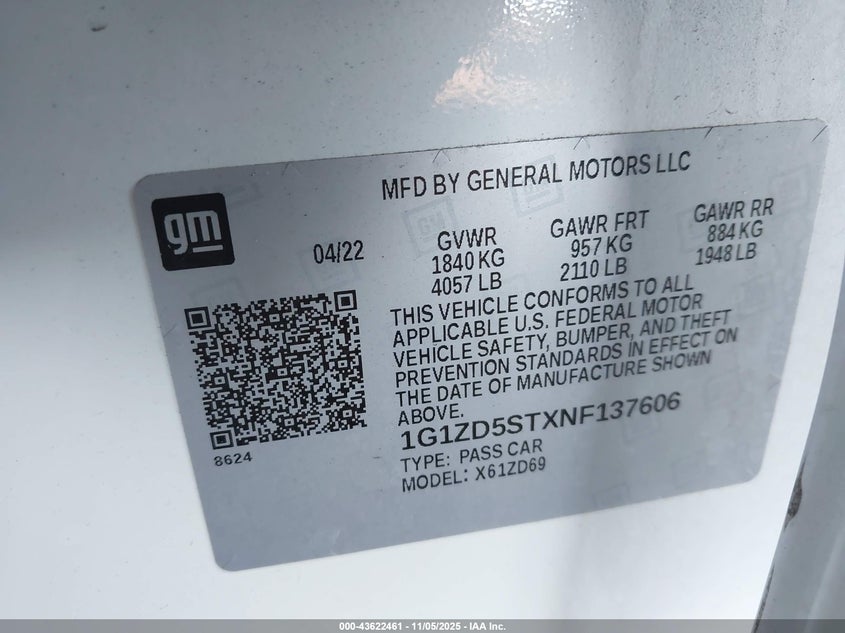 MFD BY GENERAL MOTORS LLC
gm
04/22
GVWR
1840 KG
4057 LB
GAWR FRT
957 KG
2110 LB
GAWR RR
884 KG
1948 LB
THIS VEHICLE CONFORMS TO ALL
APPLICABLE U.S. FEDERAL MOTOR
VEHICLE SAFETY, BUMPER, AND THEFT
PREVENTION STANDARDS IN EFFECT ON
THE DATE OF MANUFACTURE SHOWN
ABOVE.
8624
1G1ZD5STXNF137606
TYPE: PASS CAR
MODEL: X61ZD69
000-43622461 - 11/05/2025 - IAA Inc.